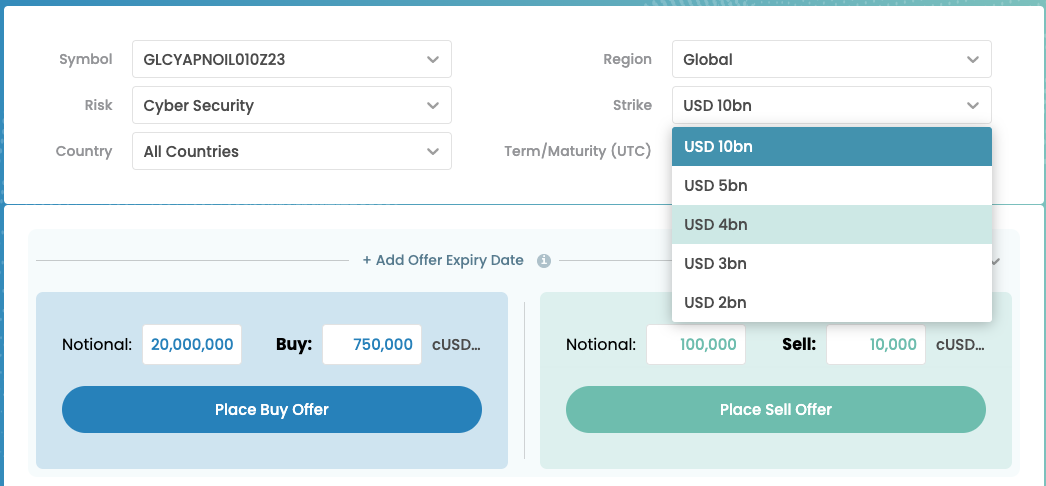 Symbol GLCYAPNOIL010Z23 Region Global
Risk Cyber Security Strike USD 10bn
Country All Countries Term/Maturity (UTC)
USD 10bn
USD 5bn
USD 4bn
USD 3bn
USD 2bn
+ Add Offer Expiry Date i
Notional: 20,000,000 Buy: 750,000 cUSD...
Place Buy Offer
Notional: 100,000 Sell: 10,000 cUSD...
Place Sell Offer